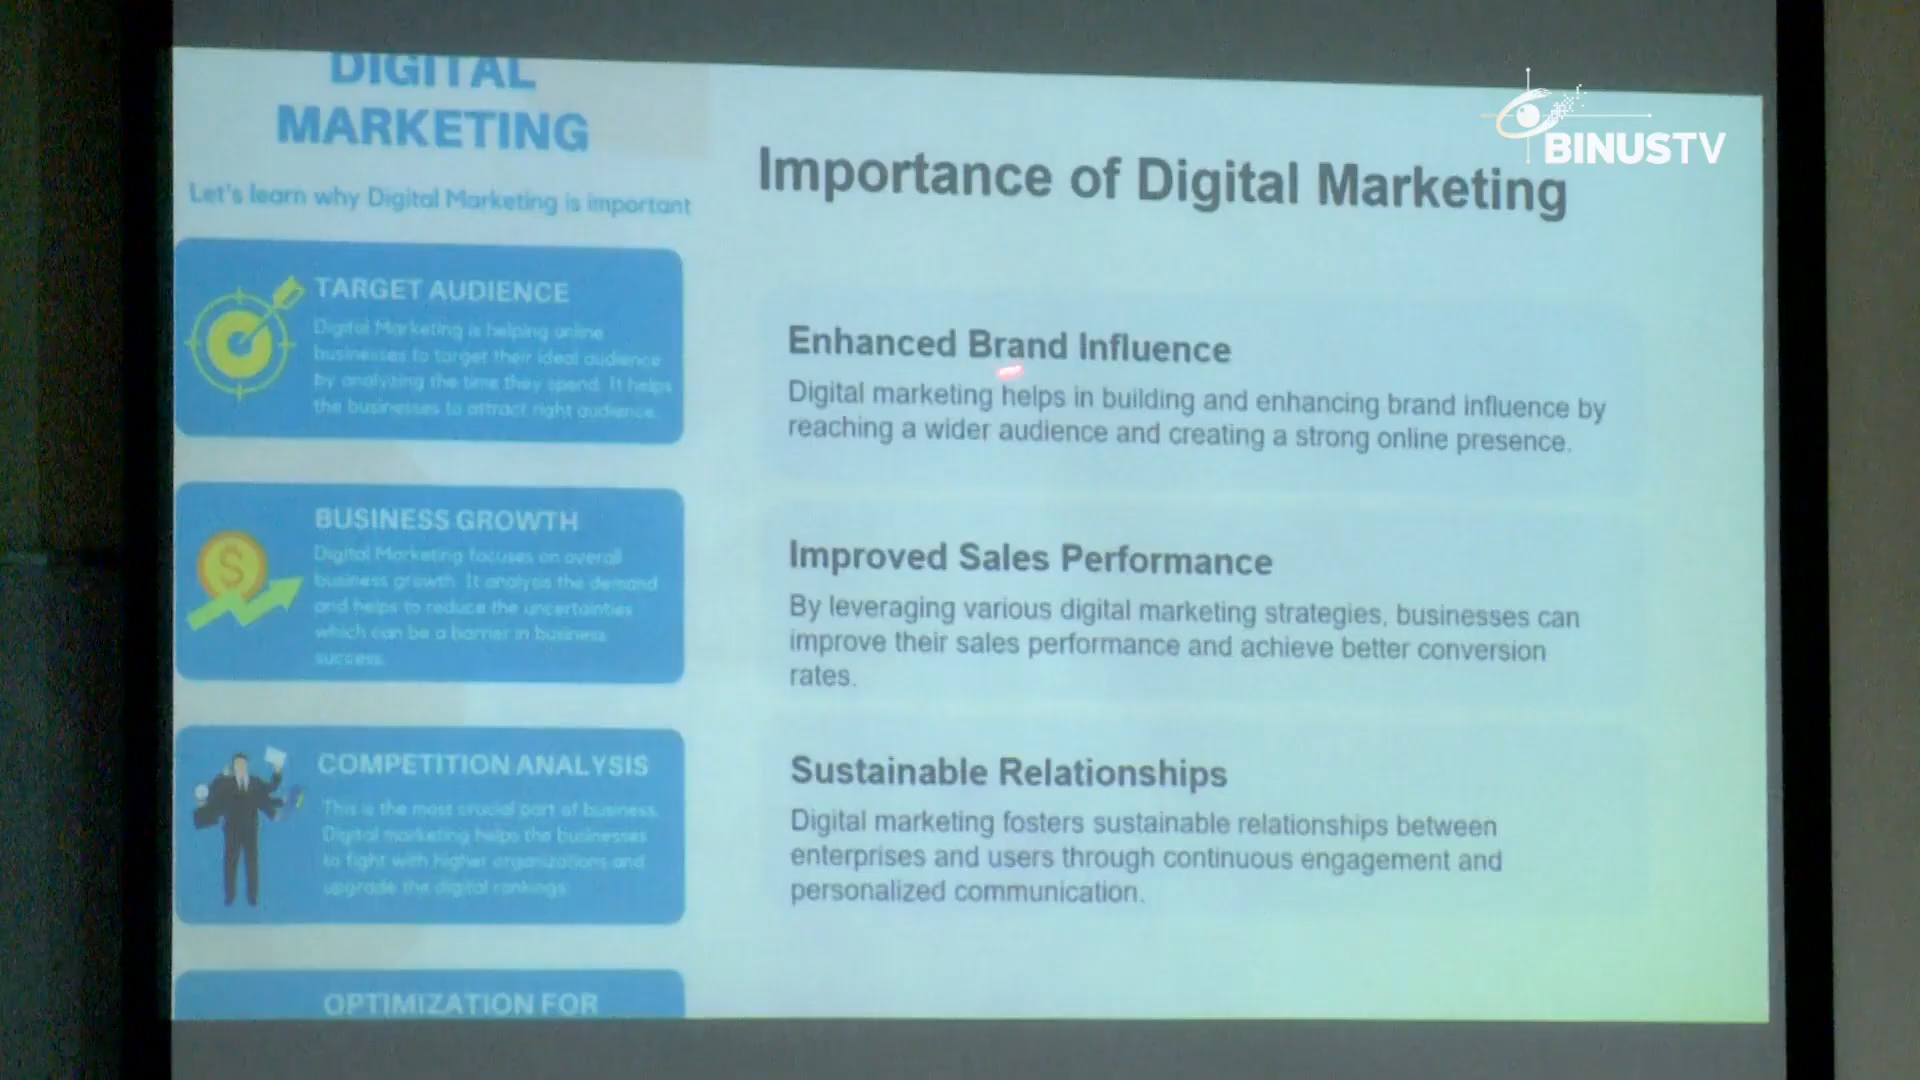 DIGITAL
MARKETING
Let's learn why Digital Marketing is important
TARGET AUDIENCE
Digital Marketing is helping online
businesses to target their ideal audience
by analyzing the time they spend. It helps
the businesses to attract right audience.
BUSINESS GROWTH
Digital Marketing focuses on overall
business growth. It analysis the demand
and helps to reduce the uncertainties
which can be a barrier in business
success.
COMPETITION ANALYSIS
This is the most crucial part of business.
Digital marketing helps the businesses
to fight with higher organizations and
upgrade the digital rankings.
OPTIMIZATION FOR
Importance of Digital Marketing
Enhanced Brand Influence
Digital marketing helps in building and enhancing brand influence by
reaching a wider audience and creating a strong online presence.
Improved Sales Performance
By leveraging various digital marketing strategies, businesses can
improve their sales performance and achieve better conversion
rates.
Sustainable Relationships
Digital marketing fosters sustainable relationships between
enterprises and users through continuous engagement and
personalized communication.
BINUSTV